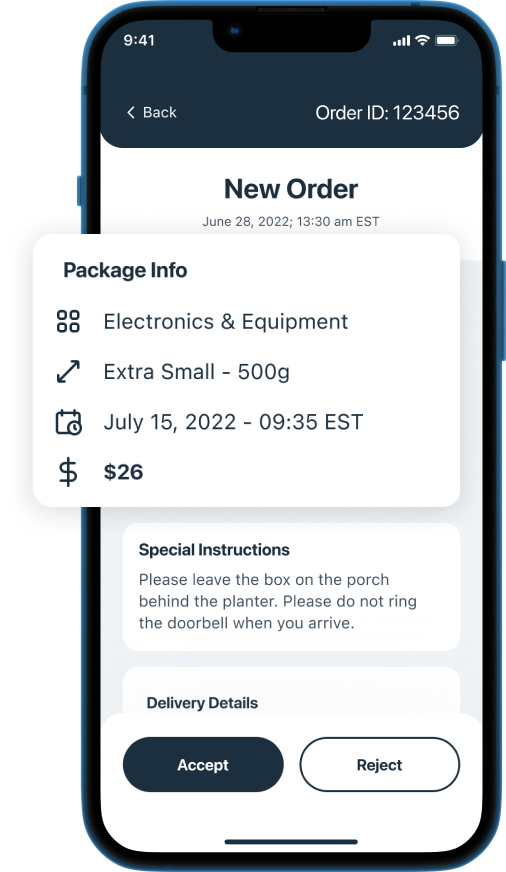 9:41
Back
Order ID: 123456
New Order
June 28, 2022; 13:30 am EST
Package Info
Electronics & Equipment
Extra Small - 500g
July 15, 2022 - 09:35 EST
$26
Special Instructions
Please leave the box on the porch
behind the planter. Please do not ring
the doorbell when you arrive.
Delivery Details
Accept
Reject